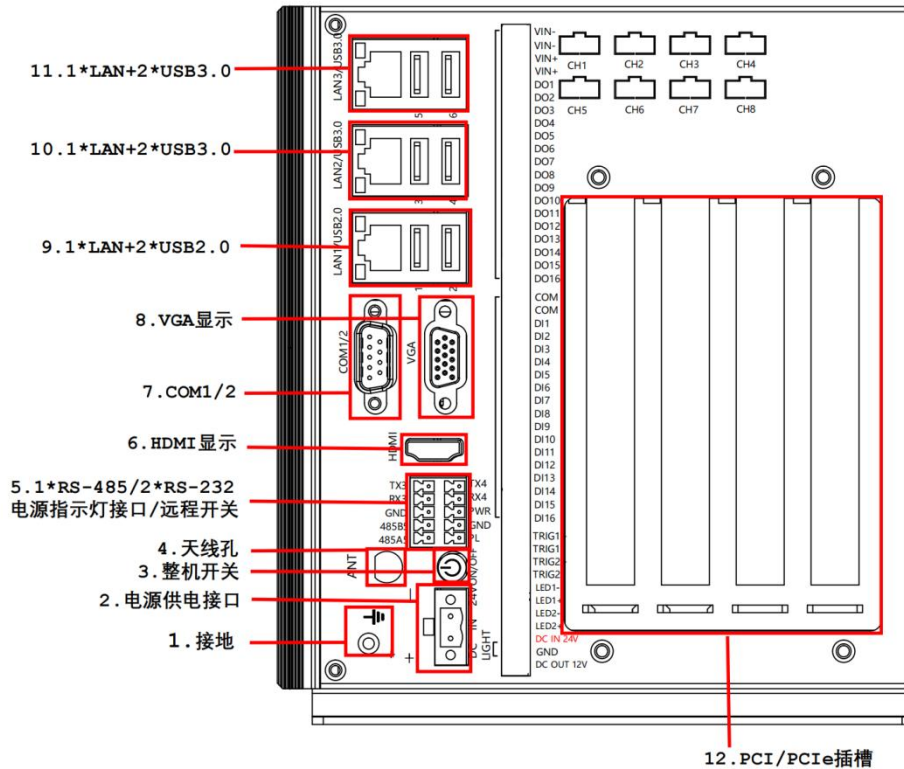 11.1*LAN+2*USB3.0
10.1*LAN+2*USB3.0
9.1*LAN+2*USB2.0
8.VGA显示
7.COM1/2
6.HDMI显示
5.1*RS-485/2*RS-232
电源指示灯接口/远程开关
4.天线孔
3.整机开关
2.电源供电接口
1.接地
LAN3/USB3.0
5
6
LAN2/USB3.0
3
4
LAN1/USB2.0
1
2
COM1/2
VGA
HDMI
TX3
RX3
GND
485B5
485A5
TX4
RX4
PWR
GND
PL
ANT
ON/OFF
DC IN 24V
−
+
LIGHT
VIN-
VIN-
VIN+
VIN+
DO1
DO2
DO3
DO4
DO5
DO6
DO7
DO8
DO9
DO10
DO11
DO12
DO13
DO14
DO15
DO16
COM
COM
DI1
DI2
DI3
DI4
DI5
DI6
DI7
DI8
DI9
DI10
DI11
DI12
DI13
DI14
DI15
DI16
TRIG1-
TRIG1
TRIG2-
TRIG2
LED1-
LED1+
LED2-
LED2+
DC IN 24V
GND
DC OUT 12V
CH1 CH2 CH3 CH4
CH5 CH6 CH7 CH8
12.PCI/PCIe插槽